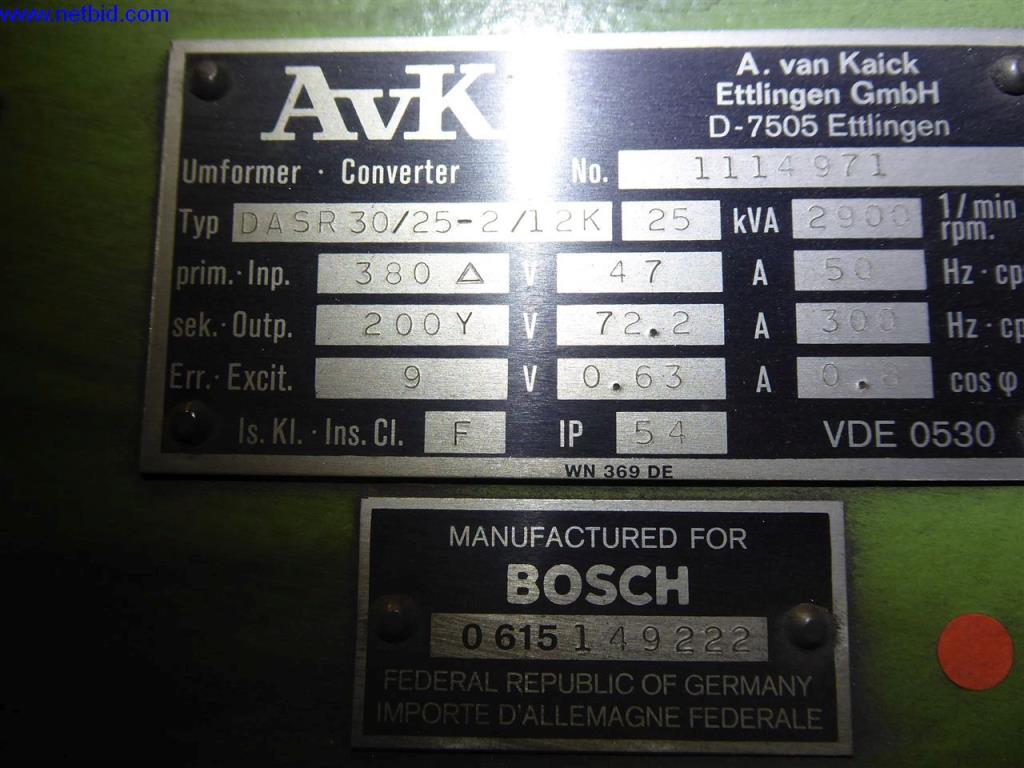 www.netbid.com
AvK
A. van Kaick
Ettlingen GmbH
D-7505 Ettlingen
Umformer · Converter No. 1114971
Typ DASR 30/25-2/12K 25 kVA 2900 1/min rpm.
prim. · Inp. 380 △ V 47 A 50 Hz · cp
sek. · Outp. 200Y V 72.2 A 300 Hz · cp
Err. · Excit. 9 V 0.63 A 0.8 cos φ
Is. Kl. · Ins. Cl. F IP 54 VDE 0530
WN 369 DE
MANUFACTURED FOR
BOSCH
0 615 149222
FEDERAL REPUBLIC OF GERMANY
IMPORTE D'ALLEMAGNE FEDERALE